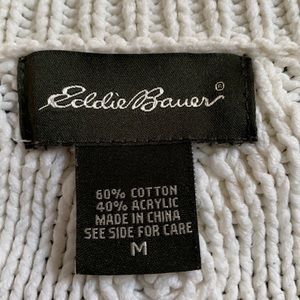 Eddie Bauer®
60% COTTON
40% ACRYLIC
MADE IN CHINA
SEE SIDE FOR CARE
M